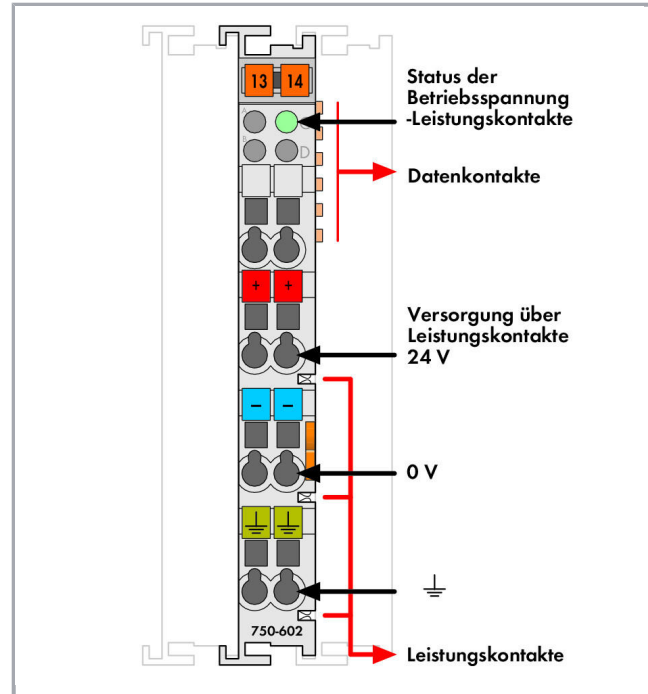 13 14
A C
B D
Status der
Betriebsspannung
-Leistungskontakte
Datenkontakte
+ +
Versorgung über
Leistungskontakte
24 V
– –
0 V
750-602
Leistungskontakte